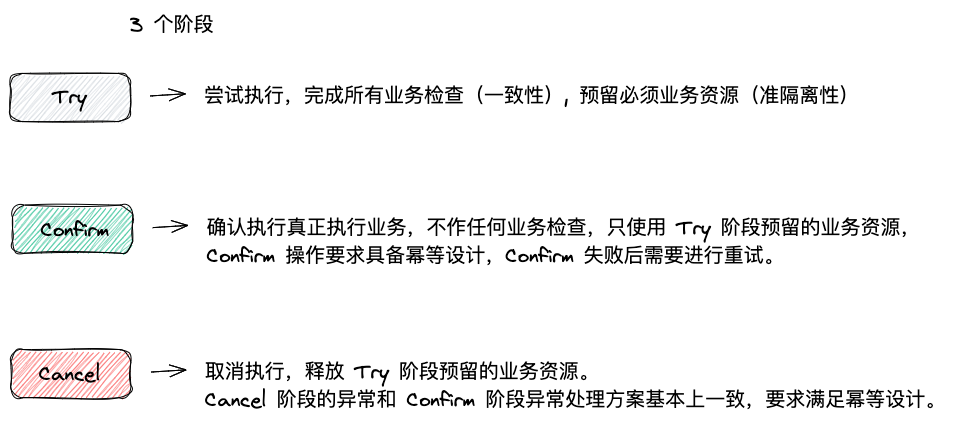 3 个阶段
Try
尝试执行，完成所有业务检查（一致性）, 预留必须业务资源（准隔离性）
Confirm
确认执行真正执行业务，不作任何业务检查，只使用 Try 阶段预留的业务资源，
Confirm 操作要求具备幂等设计，Confirm 失败后需要进行重试。
Cancel
取消执行，释放 Try 阶段预留的业务资源。
Cancel 阶段的异常和 Confirm 阶段异常处理方案基本上一致，要求满足幂等设计。